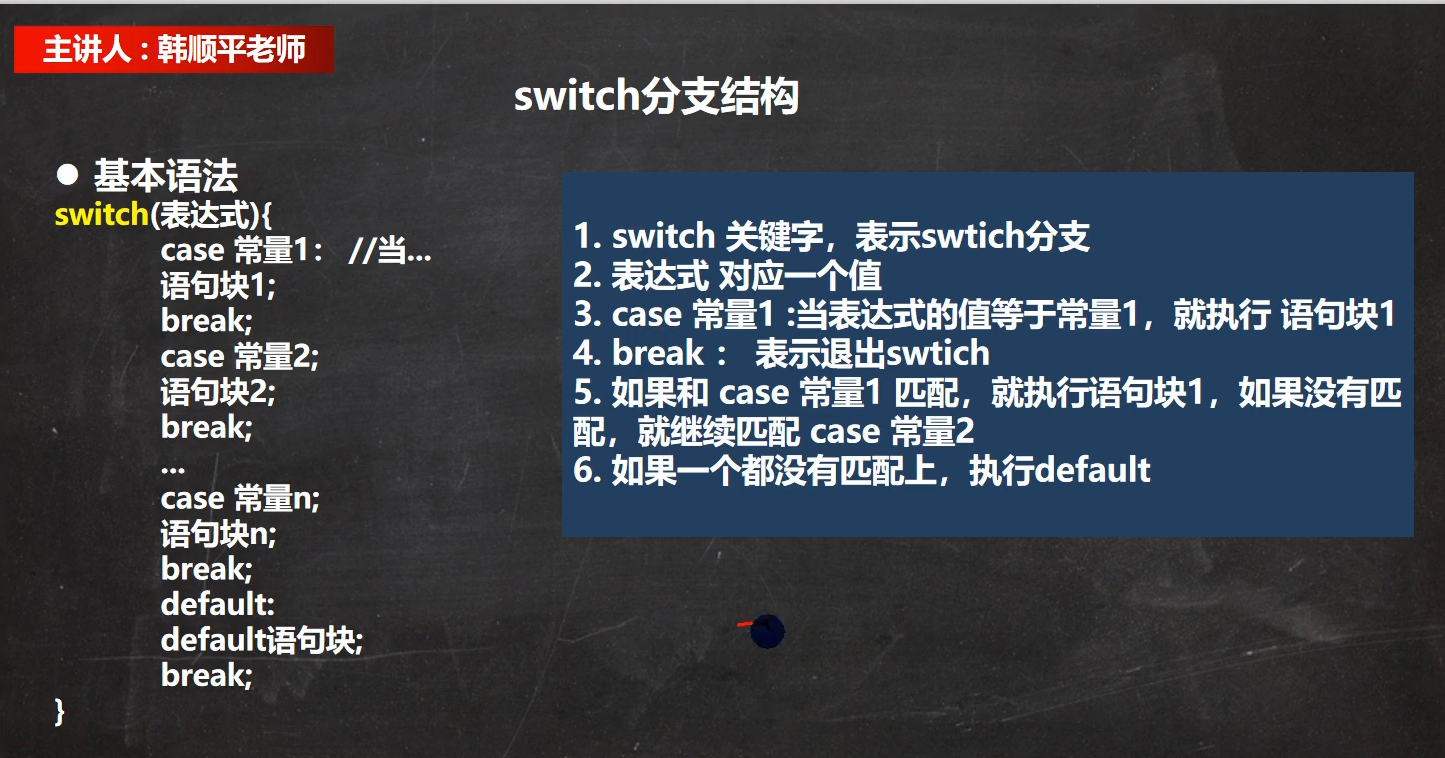 主讲人 : 韩顺平老师
switch分支结构
● 基本语法
switch(表达式){
case 常量1： //当...
语句块1;
break;
case 常量2;
语句块2;
break;
...
case 常量n;
语句块n;
break;
default:
default语句块;
break;
}
1. switch 关键字，表示swtich分支
2. 表达式 对应一个值
3. case 常量1 :当表达式的值等于常量1，就执行 语句块1
4. break ： 表示退出swtich
5. 如果和 case 常量1 匹配，就执行语句块1，如果没有匹
配，就继续匹配 case 常量2
6. 如果一个都没有匹配上，执行default